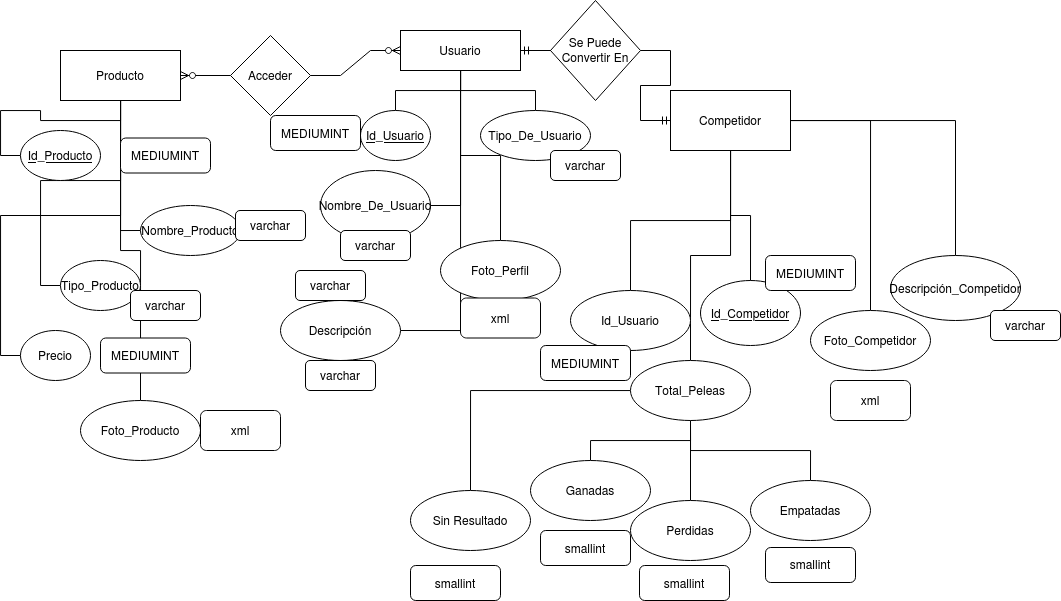 Se Puede
Convertir En
Usuario
Producto
Acceder
Competidor
MEDIUMINT
Id_Usuario
Tipo_De_Usuario
varchar
Id_Producto
MEDIUMINT
Nombre_De_Usuario
varchar
Nombre_Producto
varchar
Foto_Perfil
xml
Tipo_Producto
varchar
varchar
Descripción
varchar
Precio
MEDIUMINT
Foto_Producto
xml
MEDIUMINT
Id_Competidor
Id_Usuario
MEDIUMINT
Descripción_Competidor
varchar
Foto_Competidor
xml
Total_Peleas
Ganadas
smallint
Sin Resultado
smallint
Perdidas
smallint
Empatadas
smallint